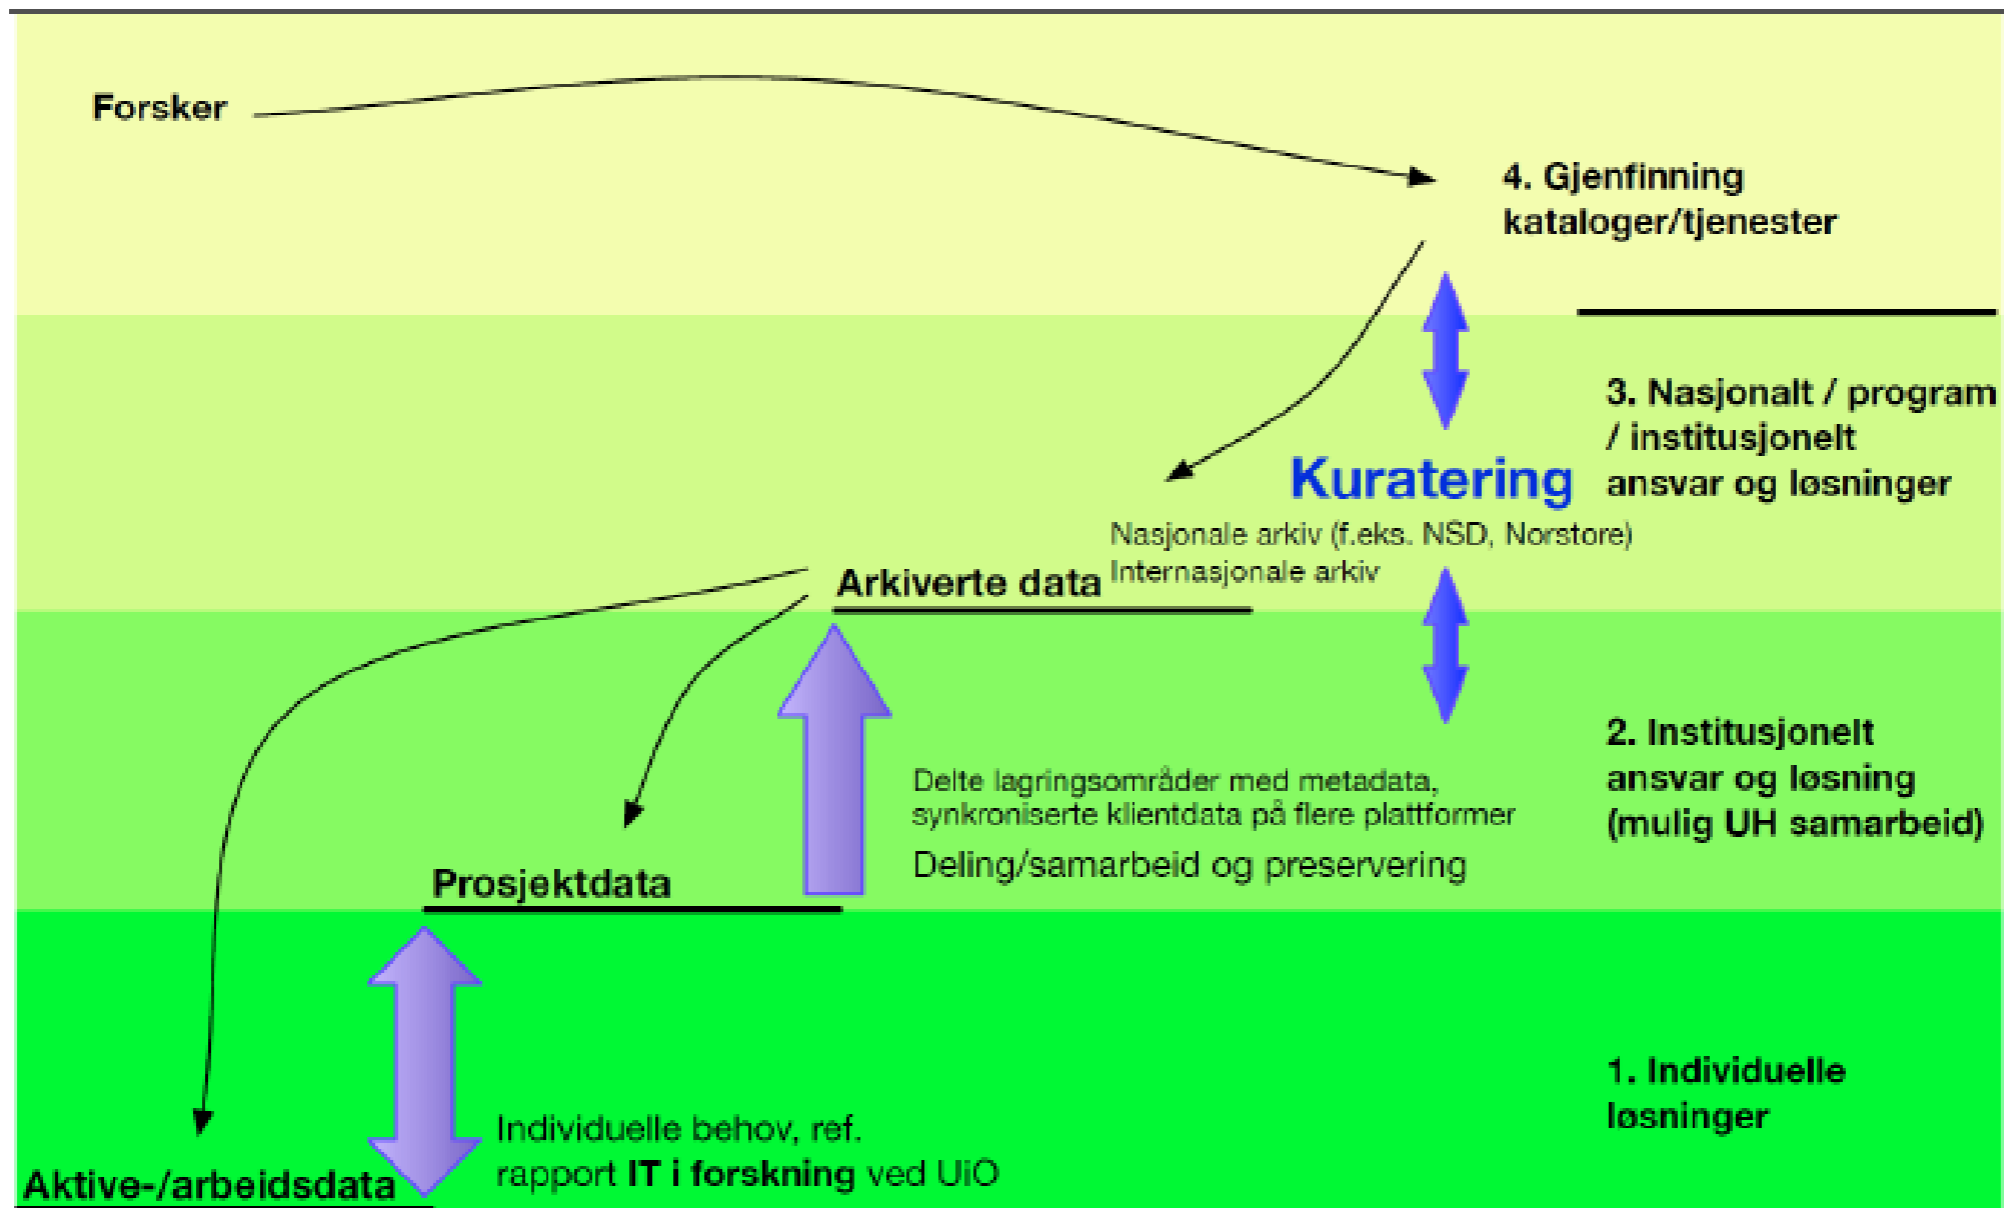 Forsker
4. Gjenfinning
kataloger/tjenester
3. Nasjonalt / program
/ institusjonelt
ansvar og løsninger
Kuratering
Nasjonale arkiv (f.eks. NSD, Norstore)
Internasjonale arkiv
Arkiverte data
2. Institusjonelt
ansvar og løsning
(mulig UH samarbeid)
Delte lagringsområder med metadata,
synkroniserte klientdata på flere plattformer
Deling/samarbeid og preservering
Prosjektdata
1. Individuelle
løsninger
Individuelle behov, ref.
rapport IT i forskning ved UiO
Aktive-/arbeidsdata